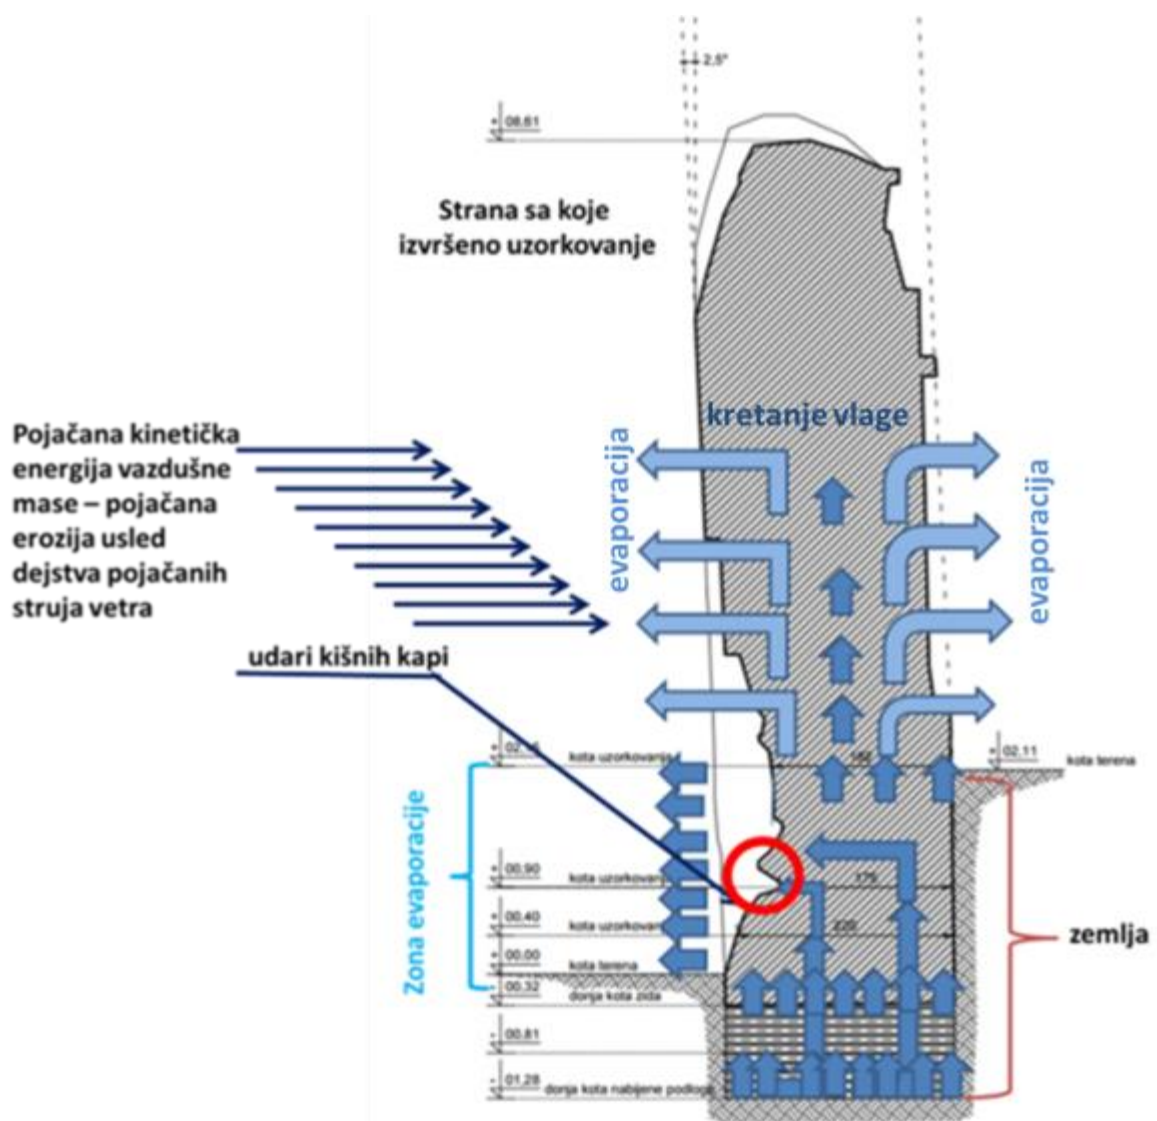 2,5°
+ 08,61
Strana sa koje
izvršeno uzorkovanje
kretanje vlage
evaporacija
evaporacija
Pojačana kinetička
energija vazdušne
mase – pojačana
erozija usled
dejstva pojačanih
struja vetra
udari kišnih kapi
kota uzorkovanja
182
+ 02,11
kota terena
Zona evaporacije
+ 00,90
kota uzorkovanja
175
+ 00,40
220
+ 00,00
kota terena
zemlja
- 00,32
donja kota zida
- 00,81
- 01,28
donja kota nabijene podloge